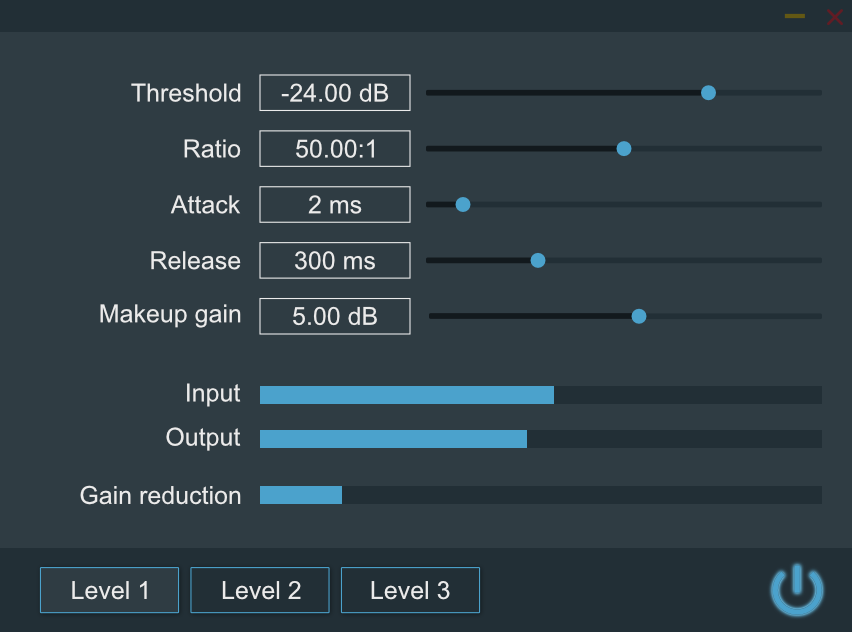 Threshold -24.00 dB
Ratio 50.00:1
Attack 2 ms
Release 300 ms
Makeup gain 5.00 dB
Input
Output
Gain reduction
Level 1 Level 2 Level 3